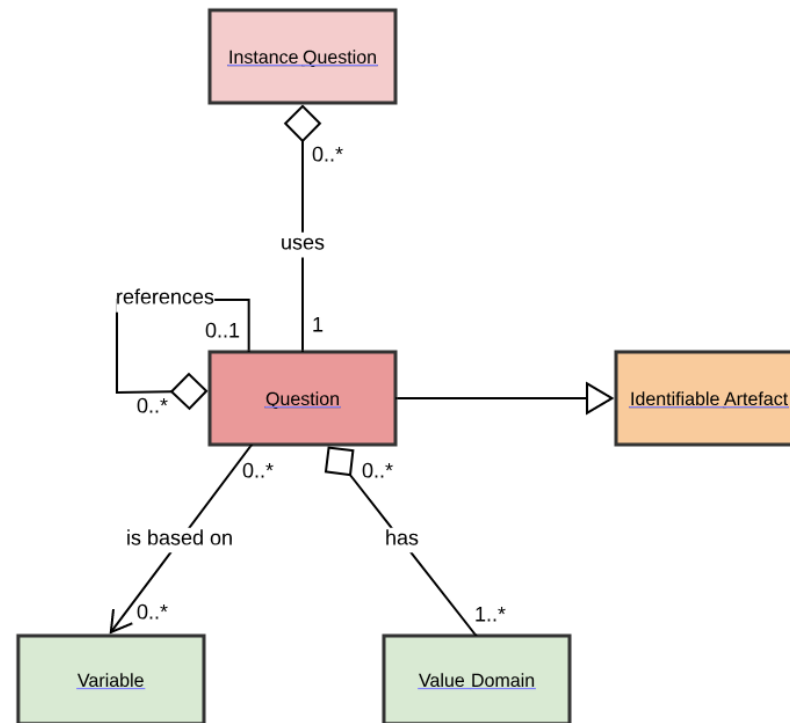 Instance Question
0..*
uses
references
0..1
1
Question
Identifiable Artefact
0..*
0..*
0..*
is based on
has
0..*
1..*
Variable
Value Domain